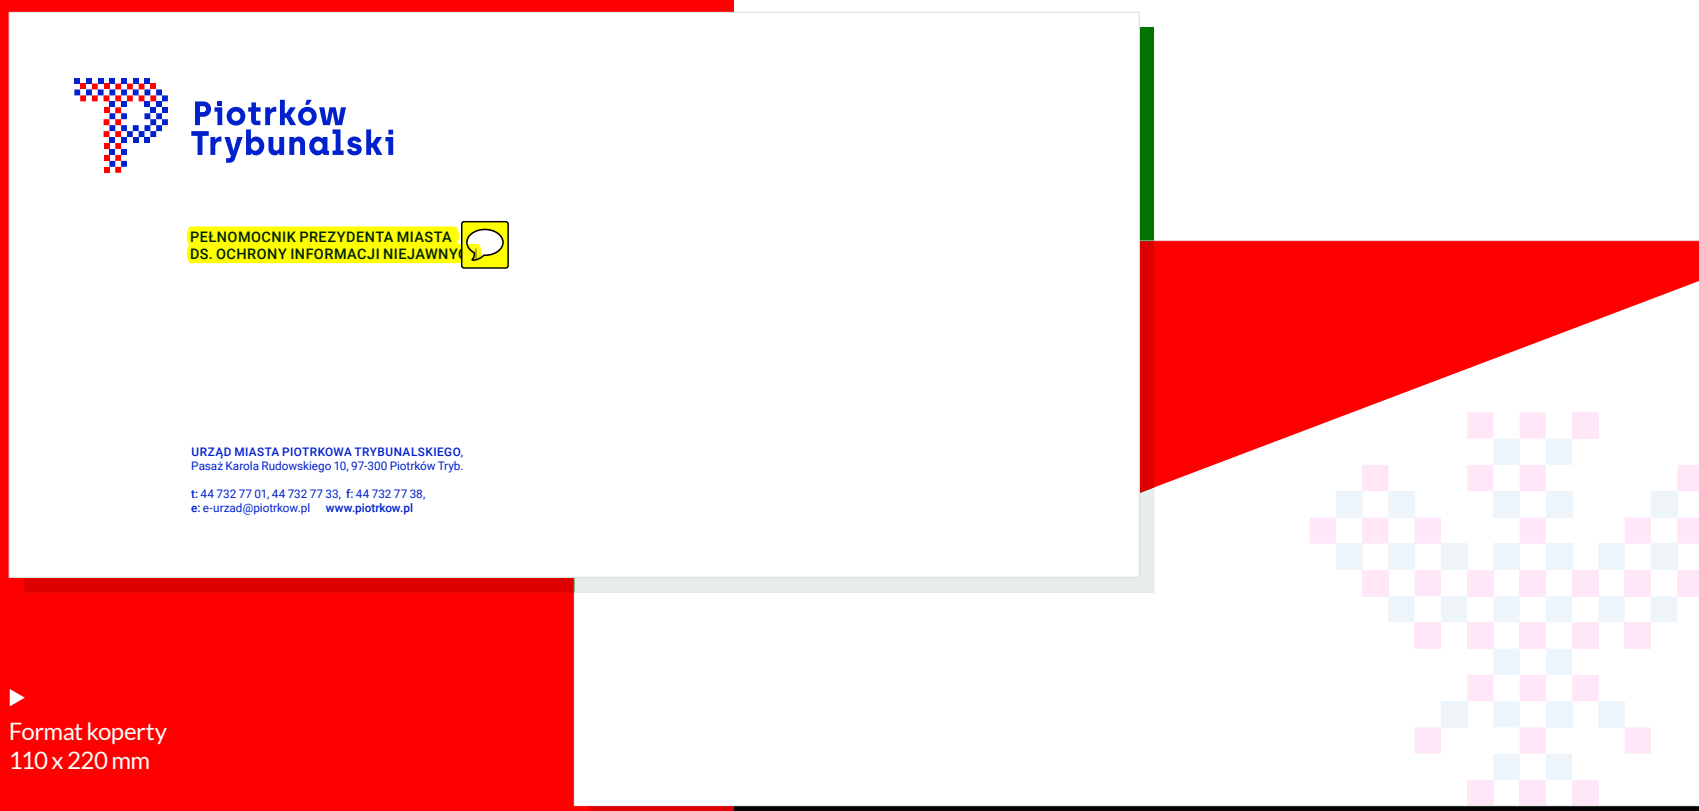 Piotrków
Trybunalski
PEŁNOMOCNIK PREZYDENTA MIASTA
DS. OCHRONY INFORMACJI
URZĄD MIASTA PIOTRKOWA TRYBUNALSKIEGO,
Pasaż Karola Rudowskiego 10, 97-300 Piotrków Tryb.
t: 44 732 77 01, 44 732 77 33, f: 44 732 77 38,
e: e-urzad@piotrkow.pl www.piotrkow.pl
Format koperty
110 x 220 mm